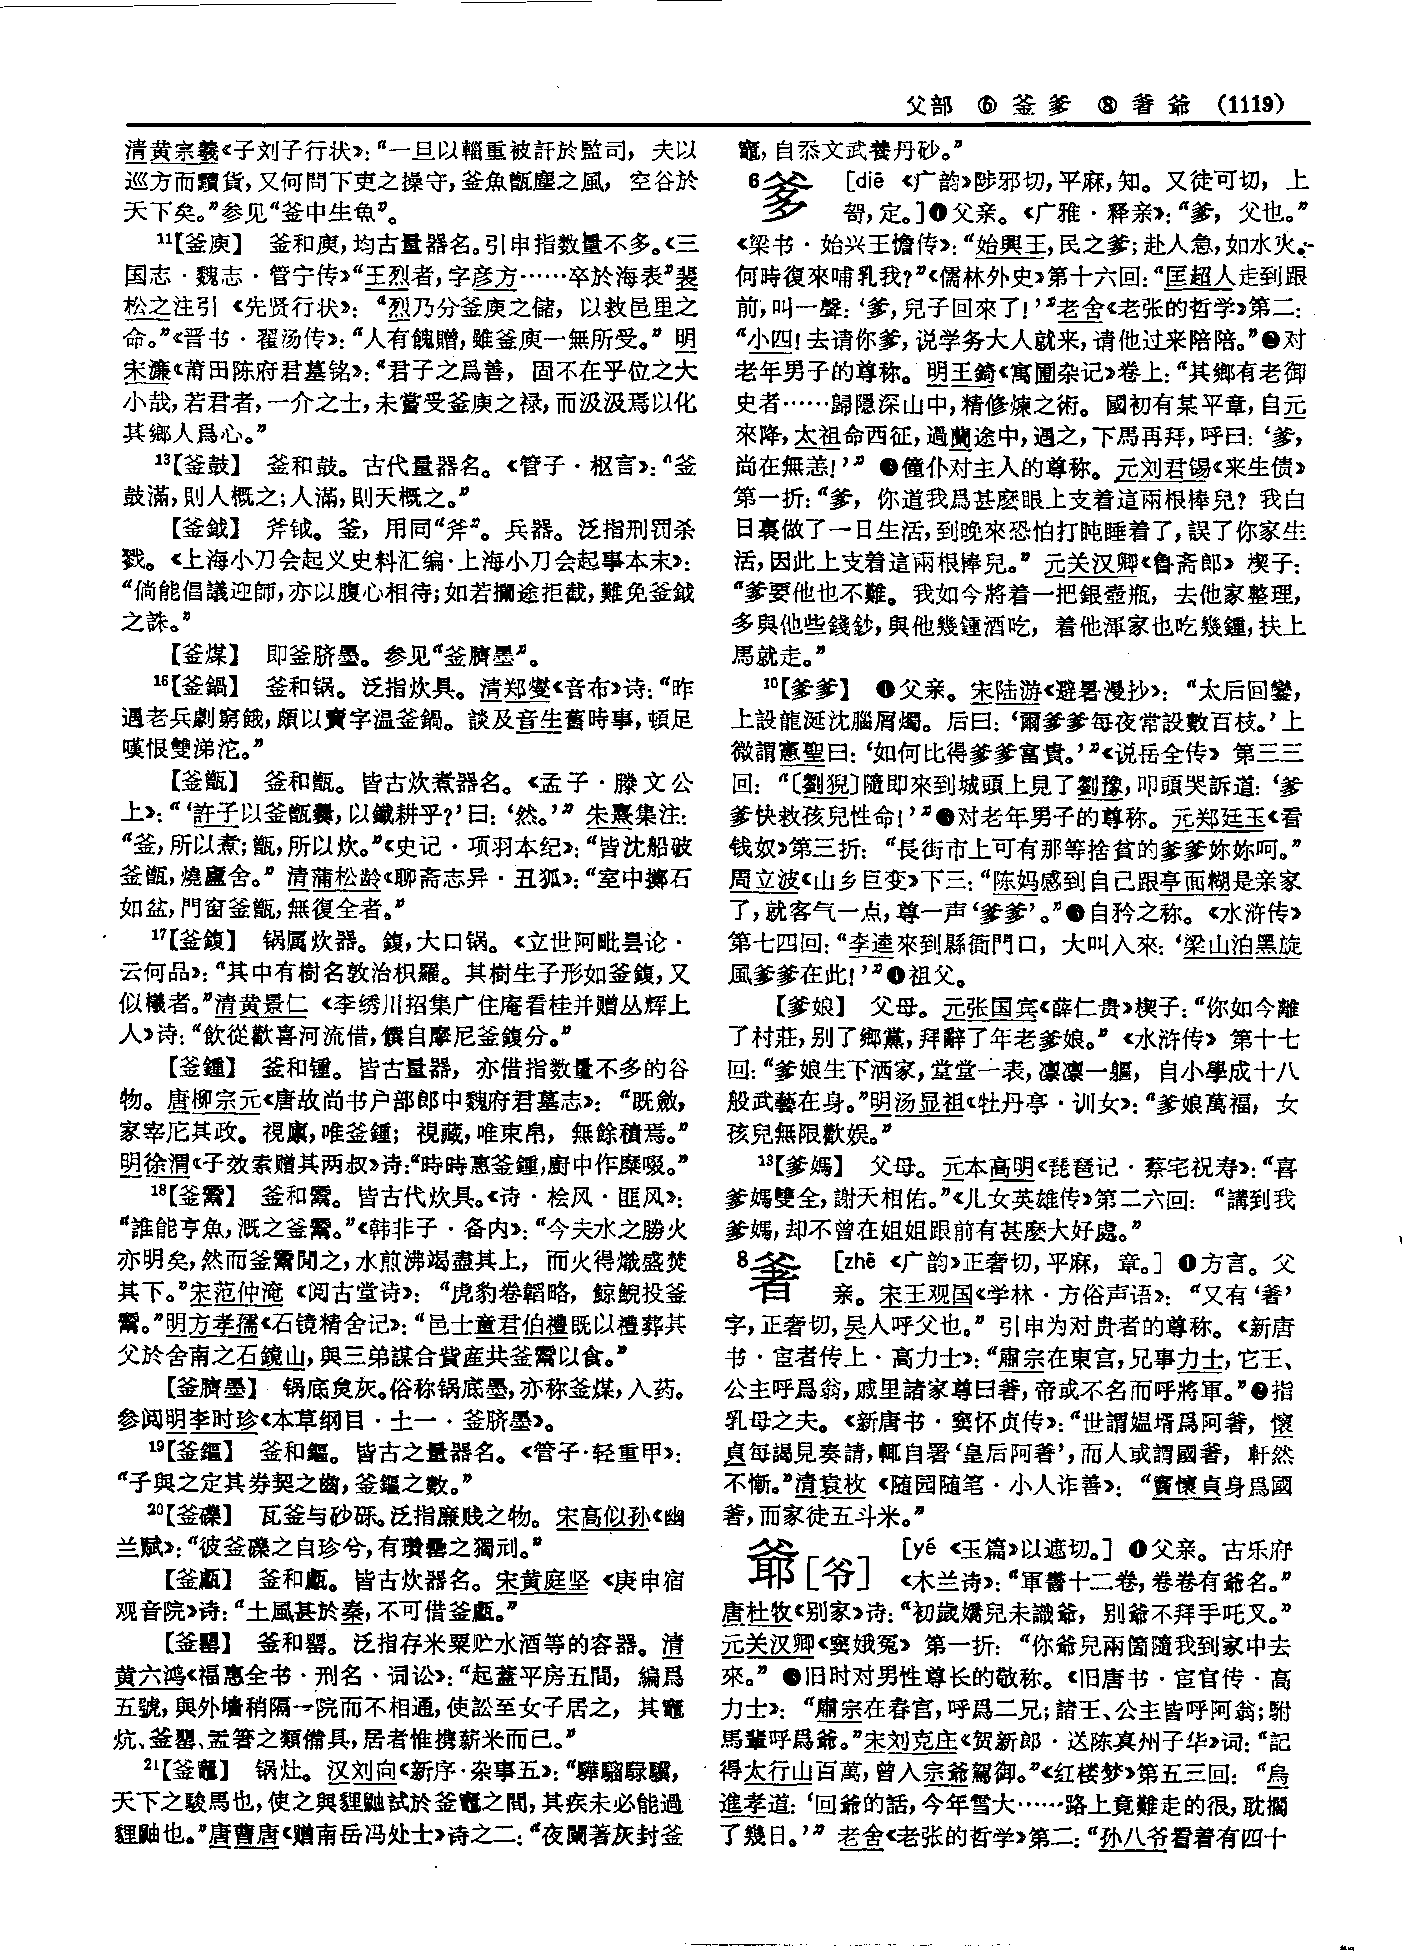 父部 ⑥釜爹 ⑧㸙爺 (1119)
清黄宗羲《子刘子行状》：“一旦以輜重被訐於監司，夫以
巡方而黷貨，又何問下吏之操守，釜魚甑塵之風，空谷於
天下矣。”参见“釜中生魚”。
11【釜庾】 釜和庾，均古量器名。引申指数量不多。《三
国志·魏志·管宁传》“王烈者，字彦方……卒於海表”裴
松之注引《先贤行状》：“烈乃分釜庾之儲，以救邑里之
命。”《晋书·翟汤传》：“人有餽贈，雖釜庾一無所受。”明
宋濂《莆田陈府君墓铭》：“君子之爲善，固不在乎位之大
小哉，若君者，一介之士，未嘗受釜庾之禄，而汲汲焉以化
其鄉人爲心。”
13【釜鼓】 釜和鼓。古代量器名。《管子·枢言》：“釜
鼓滿，則人概之；人滿，則天概之。”
【釜鉞】 斧钺。釜，用同“斧”。兵器。泛指刑罚杀
戮。《上海小刀会起义史料汇编·上海小刀会起事本末》：
“倘能倡議迎師，亦以腹心相待；如若攔途拒截，難免釜鉞
之誅。”
【釜煤】 即釜脐墨。参见“釜臍墨”。
16【釜鍋】 釜和锅。泛指炊具。清郑燮《音布》诗：“昨
遇老兵劇窮餓，頗以賣字温釜鍋。談及音生舊時事，頓足
嘆恨雙涕沱。”
【釜甑】 釜和甑。皆古炊煮器名。《孟子·滕文公
上》：“‘許子以釜甑爨，以鐵耕乎？’曰：‘然。’”朱熹集注：
“釜，所以煮；甑，所以炊。”《史记·项羽本纪》：“皆沈船破
釜甑，燒廬舍。”清蒲松龄《聊斋志异·丑狐》：“室中擲石
如盆，門窗釜甑，無復全者。”
17【釜鍑】 锅属炊器。鍑，大口锅。《立世阿毗昙论·
云何品》：“其中有樹名敦治枳羅。其樹生子形如釜鍑，又
似橃者。”清黄景仁《李绣川招集广住庵看桂并赠丛辉上
人》诗：“飲從歡喜河流借，饌自摩尼釜鍑分。”
【釜鍾】 釜和锺。皆古量器，亦借指数量不多的谷
物。唐柳宗元《唐故尚书户部郎中魏府君墓志》：“既斂，
家宰庀其政。視廪，唯釜鍾；視藏，唯束帛，無餘積焉。”
明徐渭《子效索赠其两叔》诗：“時時惠釜鍾，厨中作糜啜。”
18【釜鬵】 釜和鬵。皆古代炊具。《诗·桧风·匪风》：
“誰能亨魚，溉之釜鬵。”《韩非子·备内》：“今夫水之勝火
亦明矣，然而釜鬵閒之，水煎沸竭盡其上，而火得熾盛焚
其下。”宋范仲淹《阅古堂诗》：“虎豹卷韜略，鯨鯢投釜
鬵。”明方孝孺《石镜精舍记》：“邑士童君伯禮既以禮葬其
父於舍南之石鏡山，與三弟謀合貲産共釜鬵以食。”
【釜臍墨】 锅底炱灰。俗称锅底墨，亦称釜煤，入药。
参阅明李时珍《本草纲目·土一·釜脐墨》。
19【釜鏂】 釜和鏂。皆古之量器名。《管子·轻重甲》：
“子與之定其券契之齒，釜鏂之數。”
20【釜礫】 瓦釜与砂砾。泛指廉贱之物。宋高似孙《幽
兰赋》：“彼釜礫之自珍兮，有瓚罍之獨刓。”
【釜甗】 釜和甗。皆古炊器名。宋黄庭坚《庚申宿
观音院》诗：“土風甚於秦，不可借釜甗。”
【釜罌】 釜和罂。泛指存米粟贮水酒等的容器。清
黄六鸿《福惠全书·刑名·词讼》：“起蓋平房五間，編爲
五號，與外墻稍隔一院而不相通，使訟至女子居之，其竈
炕、釜罌、盂箸之類備具，居者惟携薪米而已。”
21【釜竈】 锅灶。汉刘向《新序·杂事五》：“驊騮騄驥，
天下之駿馬也，使之與貍鼬試於釜竈之間，其疾未必能過
貍鼬也。”唐曹唐《赠南岳冯处士》诗之二：“夜闌著灰封釜
竈，自炁文武養丹砂。”
6爹 [diē 《广韵》陟邪切，平麻，知。又徒可切，上
哿，定。]❶父亲。《广雅·释亲》：“爹，父也。”
《梁书·始兴王憺传》：“始興王，民之爹；赴人急，如水火。
何時復來哺乳我？”《儒林外史》第十六回：“匡超人走到跟
前，叫一聲：‘爹，兒子回來了！’”老舍《老张的哲学》第二：
“小四！去请你爹，说学务大人就来，请他过来陪陪。”❷对
老年男子的尊称。明王錡《寓圃杂记》卷上：“其鄉有老御
史者……歸隱深山中，精修煉之術。國初有某平章，自元
來降，太祖命西征，過蘭途中，遇之，下馬再拜，呼曰：‘爹，
尚在無恙！’”❸僮仆对主人的尊称。元刘君锡《来生债》
第一折：“爹，你道我爲甚麽眼上支着這兩根棒兒？我白
日裏做了一日生活，到晚來恐怕打盹睡着了，誤了你家生
活，因此上支着這兩根棒兒。”元关汉卿《鲁斋郎》楔子：
“爹要他也不難。我如今將着一把銀壺瓶，去他家整理，
多與他些錢鈔，與他幾鍾酒吃，着他渾家也吃幾鍾，扶上
馬就走。”
10【爹爹】 ❶父亲。宋陆游《避暑漫抄》：“太后回鑾，
上設龍涎沈腦屑燭。后曰：‘爾爹爹每夜常設數百枝。’上
微謂憲聖曰：‘如何比得爹爹富貴。’”《说岳全传》第三三
回：“〔劉猊〕隨即來到城頭上見了劉豫，叩頭哭訴道：‘爹
爹快救孩兒性命！’”❷对老年男子的尊称。元郑廷玉《看
钱奴》第三折：“長街市上可有那等捨貧的爹爹妳妳呵。”
周立波《山乡巨变》下三：“陈妈感到自己跟亭面糊是亲家
了，就客气一点，尊一声‘爹爹’。”❸自矜之称。《水浒传》
第七四回：“李逵來到縣衙門口，大叫入來：‘梁山泊黑旋
風爹爹在此！’”❹祖父。
【爹娘】 父母。元张国宾《薛仁贵》楔子：“你如今離
了村莊，别了鄉黨，拜辭了年老爹娘。”《水浒传》第十七
回：“爹娘生下洒家，堂堂一表，凛凛一軀，自小學成十八
般武藝在身。”明汤显祖《牡丹亭·训女》：“爹娘萬福，女
孩兒無限歡娱。”
13【爹媽】 父母。元本高明《琵琶记·蔡宅祝寿》：“喜
爹媽雙全，謝天相佑。”《儿女英雄传》第二六回：“講到我
爹媽，却不曾在姐姐跟前有甚麽大好處。”
8㸙 [zhē 《广韵》正奢切，平麻，章。]❶方言。父
亲。宋王观国《学林·方俗声语》：“又有‘㸙’
字，正奢切，吴人呼父也。”引申为对贵者的尊称。《新唐
书·宦者传上·高力士》：“肅宗在東宫，兄事力士，它王、
公主呼爲翁，戚里諸家尊曰㸙，帝或不名而呼將軍。”❷指
乳母之夫。《新唐书·窦怀贞传》：“世謂媪壻爲阿㸙，懷
貞每謁見奏請，輒自署‘皇后阿㸙’，而人或謂國㸙，軒然
不慚。”清袁枚《随园随笔·小人诈善》：“竇懷貞身爲國
㸙，而家徒五斗米。”
爺[爷] [yé 《玉篇》以遮切。]❶父亲。古乐府
《木兰诗》：“軍書十二卷，卷卷有爺名。”
唐杜牧《别家》诗：“初歲嬌兒未識爺，别爺不拜手吒叉。”
元关汉卿《窦娥冤》第一折：“你爺兒兩箇隨我到家中去
來。”❷旧时对男性尊长的敬称。《旧唐书·宦官传·高
力士》：“肅宗在春宫，呼爲二兄；諸王、公主皆呼阿翁；駙
馬輩呼爲爺。”宋刘克庄《贺新郎·送陈真州子华》词：“記
得太行山百萬，曾入宗爺駕御。”《红楼梦》第五三回：“烏
進孝道：‘回爺的話，今年雪大……路上竟難走的很，耽擱
了幾日。’”老舍《老张的哲学》第二：“孙八爷看着有四十